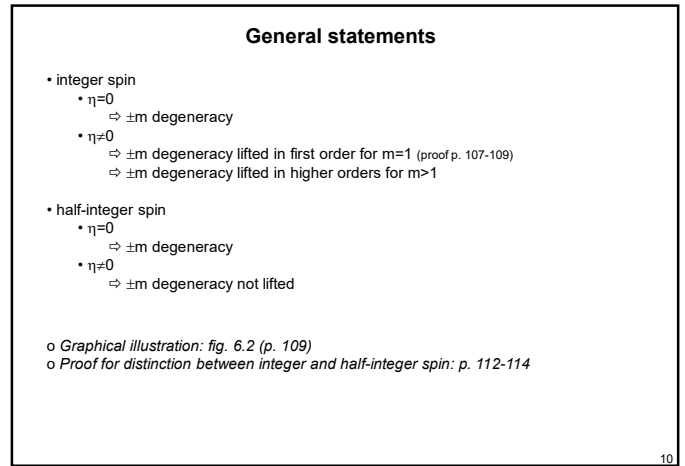 General statements
• integer spin
• η=0
⇨ ±m degeneracy
• η≠0
⇨ ±m degeneracy lifted in first order for m=1 (proof p. 107-109)
⇨ ±m degeneracy lifted in higher orders for m>1
• half-integer spin
• η=0
⇨ ±m degeneracy
• η≠0
⇨ ±m degeneracy not lifted
o Graphical illustration: fig. 6.2 (p. 109)
o Proof for distinction between integer and half-integer spin: p. 112-114
10